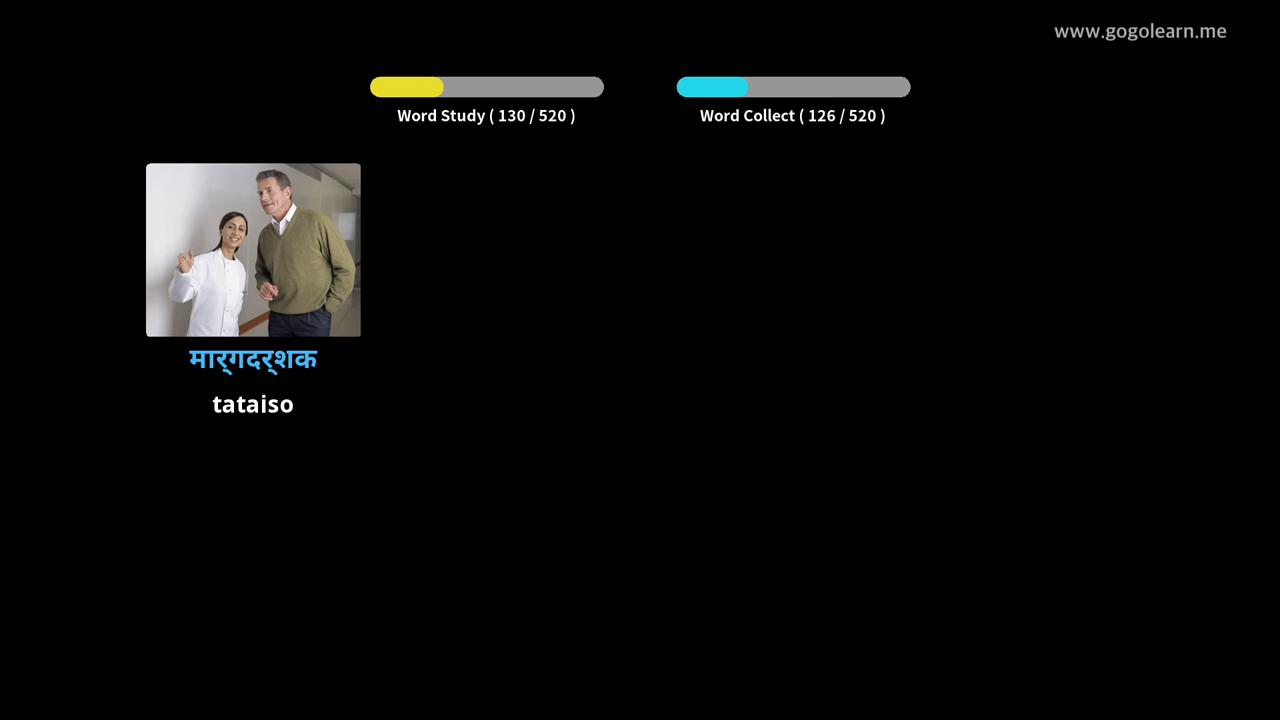 www.gogolearn.me
Word Study ( 130 / 520 )
Word Collect ( 126 / 520 )
मार्गदर्शक
tataiso